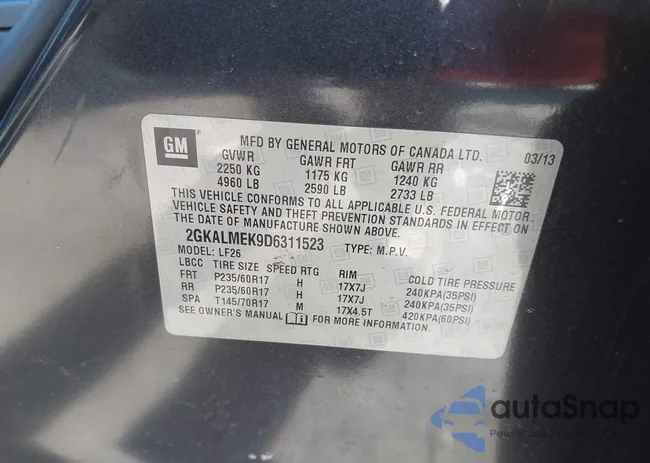 GM
MFD BY GENERAL MOTORS OF CANADA LTD. 03/13
GVWR GAWR FRT GAWR RR
2250 KG 1175 KG 1240 KG
4960 LB 2590 LB 2733 LB
THIS VEHICLE CONFORMS TO ALL APPLICABLE U.S. FEDERAL MOTOR
VEHICLE SAFETY AND THEFT PREVENTION STANDARDS IN EFFECT ON
THE DATE OF MANUFACTURE SHOWN ABOVE.
2GKALMEK9D6311523 TYPE: M.P.V.
MODEL: LF26
LBCC TIRE SIZE SPEED RTG RIM COLD TIRE PRESSURE
FRT P235/60R17 H 17X7J 240KPA(35PSI)
RR P235/60R17 H 17X7J 240KPA(35PSI)
SPA T145/70R17 M 17X4.5T 420KPA(60PSI)
SEE OWNER'S MANUAL FOR MORE INFORMATION.
autoSnap